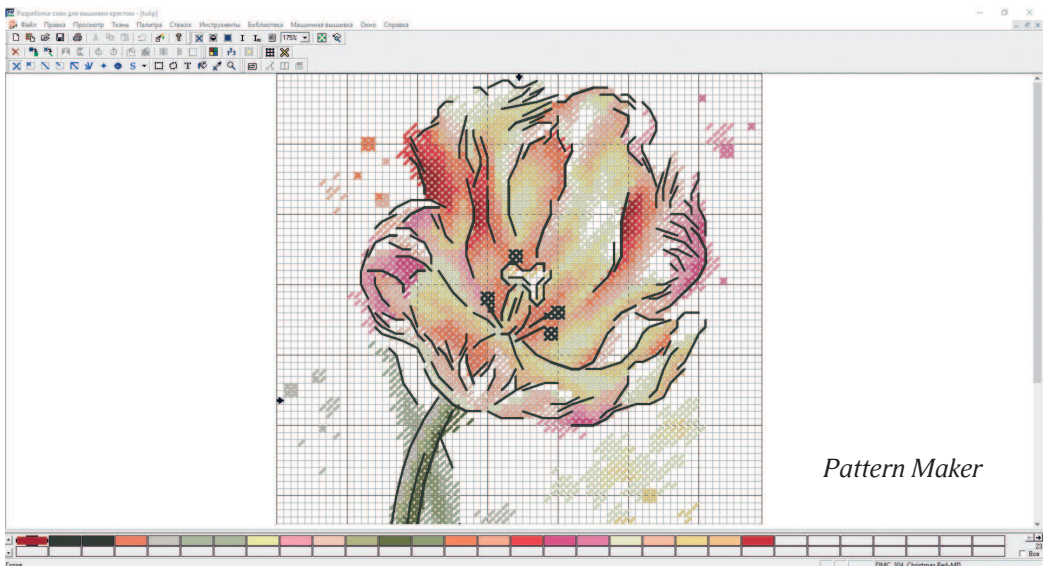 Разработка схем для вышивки крестом - [tulip]
Файл Правка Просмотр Ткань Палитра Стежок Инструменты Библиотека Машинная вышивка Окно Справка
175%
Pattern Maker
23
Все
Готов
DMC 304 Christmas Red-MD